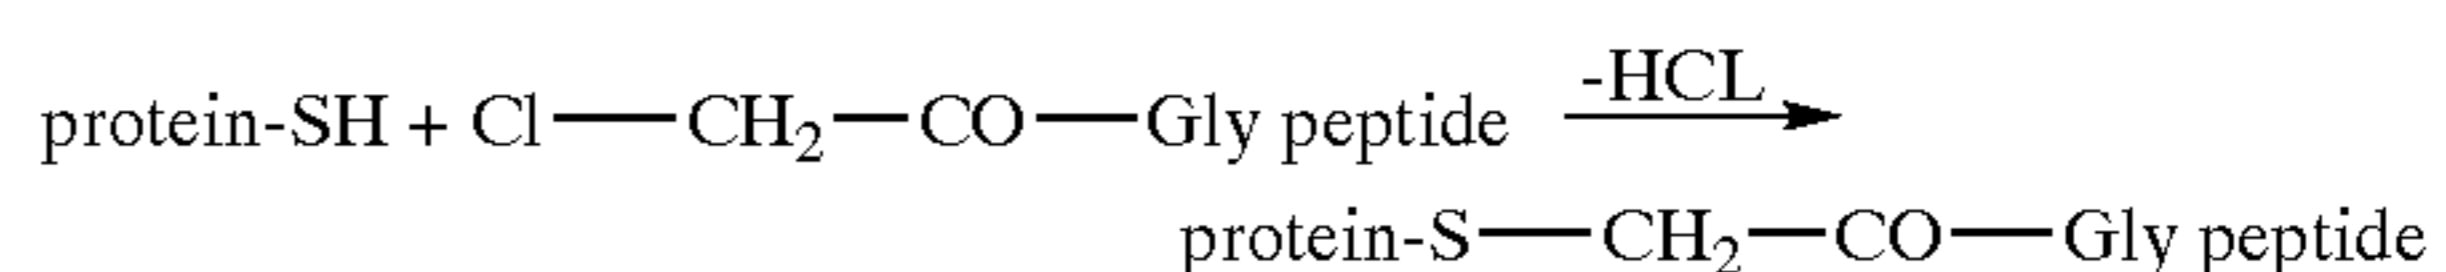 protein-SH + Cl—CH₂—CO—Gly peptide -HCL
protein-S—CH₂—CO—Gly peptide